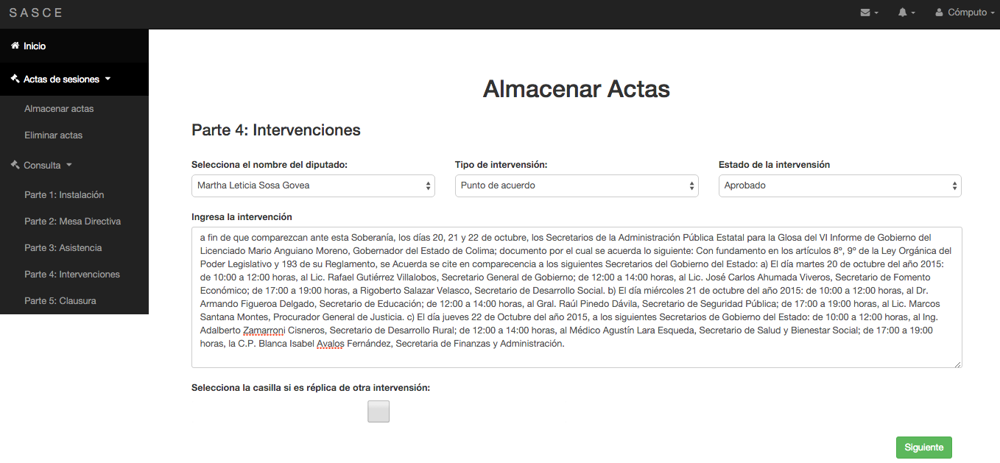 SASCE
Cómputo
Inicio
Actas de sesiones
Almacenar actas
Eliminar actas
Consulta
Parte 1: Instalación
Parte 2: Mesa Directiva
Parte 3: Asistencia
Parte 4: Intervenciones
Parte 5: Clausura
Almacenar Actas
Parte 4: Intervenciones
Selecciona el nombre del diputado:
Tipo de intervención:
Estado de la intervención
Martha Leticia Sosa Govea
Punto de acuerdo
Aprobado
Ingresa la intervención
a fin de que comparezcan ante esta Soberanía, los días 20, 21 y 22 de octubre, los Secretarios de la Administración Pública Estatal para la Glosa del VI Informe de Gobierno del
Licenciado Mario Anguiano Moreno, Gobernador del Estado de Colima; documento por el cual se acuerda lo siguiente: Con fundamento en los artículos 8º, 9º de la Ley Orgánica del
Poder Legislativo y 193 de su Reglamento, se Acuerda se cite en comparecencia a los siguientes Secretarios del Gobierno del Estado: a) El día martes 20 de octubre del año 2015:
de 10:00 a 12:00 horas, al Lic. Rafael Gutiérrez Villalobos, Secretario General de Gobierno; de 12:00 a 14:00 horas, al Lic. José Carlos Ahumada Viveros, Secretario de Fomento
Económico; de 17:00 a 19:00 horas, a Rigoberto Salazar Velasco, Secretario de Desarrollo Social. b) El día miércoles 21 de octubre del año 2015: de 10:00 a 12:00 horas, al Dr.
Armando Figueroa Delgado, Secretario de Educación; de 12:00 a 14:00 horas, al Gral. Raúl Pinedo Dávila, Secretario de Seguridad Pública; de 17:00 a 19:00 horas, al Lic. Marcos
Santana Montes, Procurador General de Justicia. c) El día jueves 22 de Octubre del año 2015, a los siguientes Secretarios de Gobierno del Estado: de 10:00 a 12:00 horas, al Ing.
Adalberto Zamarroni Cisneros, Secretario de Desarrollo Rural; de 12:00 a 14:00 horas, al Médico Agustín Lara Esqueda, Secretario de Salud y Bienestar Social; de 17:00 a 19:00
horas, la C.P. Blanca Isabel Avalos Fernández, Secretaria de Finanzas y Administración.
Selecciona la casilla si es réplica de otra intervención:
Siguiente